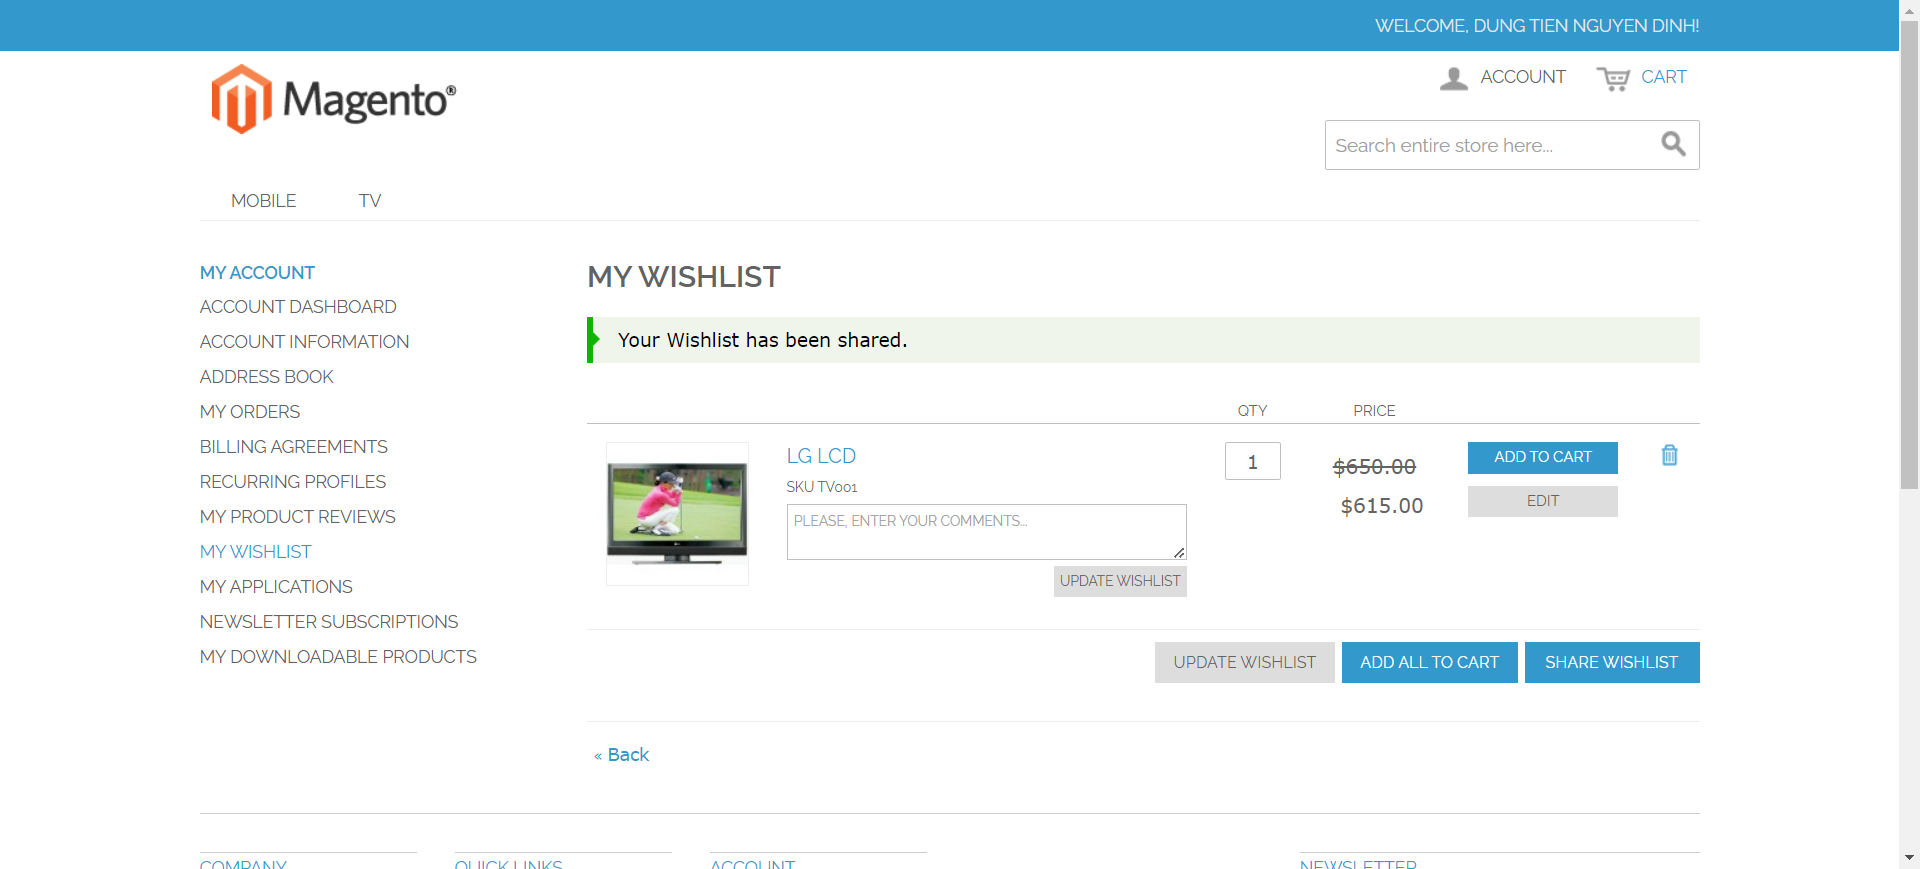 WELCOME, DUNG TIEN NGUYEN DINH!
Magento®
ACCOUNT
CART
Search entire store here...
MOBILE
TV
MY ACCOUNT
ACCOUNT DASHBOARD
ACCOUNT INFORMATION
ADDRESS BOOK
MY ORDERS
BILLING AGREEMENTS
RECURRING PROFILES
MY PRODUCT REVIEWS
MY WISHLIST
MY APPLICATIONS
NEWSLETTER SUBSCRIPTIONS
MY DOWNLOADABLE PRODUCTS
MY WISHLIST
Your Wishlist has been shared.
QTY PRICE
LG LCD
SKU TV001
PLEASE, ENTER YOUR COMMENTS...
UPDATE WISHLIST
1
$650.00
$615.00
ADD TO CART
EDIT
UPDATE WISHLIST
ADD ALL TO CART
SHARE WISHLIST
« Back
COMPANY
QUICK LINKS
ACCOUNT
NEWSLETTER